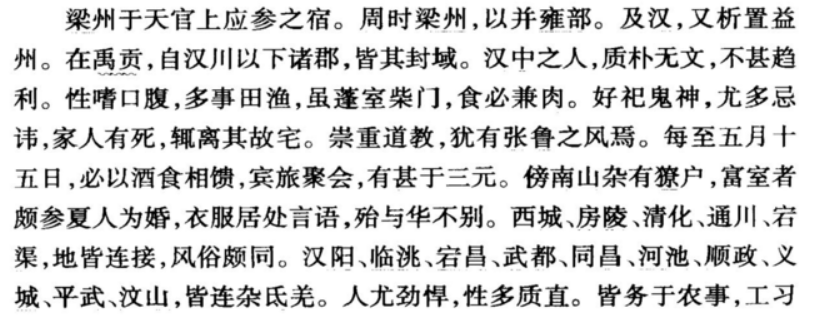 梁州于天官上应参之宿。周时梁州，以并雍部。及汉，又析置益
州。在禹贡，自汉川以下诸郡，皆其封域。汉中之人，质朴无文，不甚趋
利。性嗜口腹，多事田渔，虽蓬室柴门，食必兼肉。好祀鬼神，尤多忌
讳，家人有死，辄离其故宅。崇重道教，犹有张鲁之风焉。每至五月十
五日，必以酒食相馈，宾旅聚会，有甚于三元。傍南山杂有獠户，富室者
颇参夏人为婚，衣服居处言语，殆与华不别。西城、房陵、清化、通川、宕
渠，地皆连接，风俗颇同。汉阳、临洮、宕昌、武都、同昌、河池、顺政、义
城、平武、汶山，皆连杂氐羌。人尤劲悍，性多质直。皆务于农事，工习